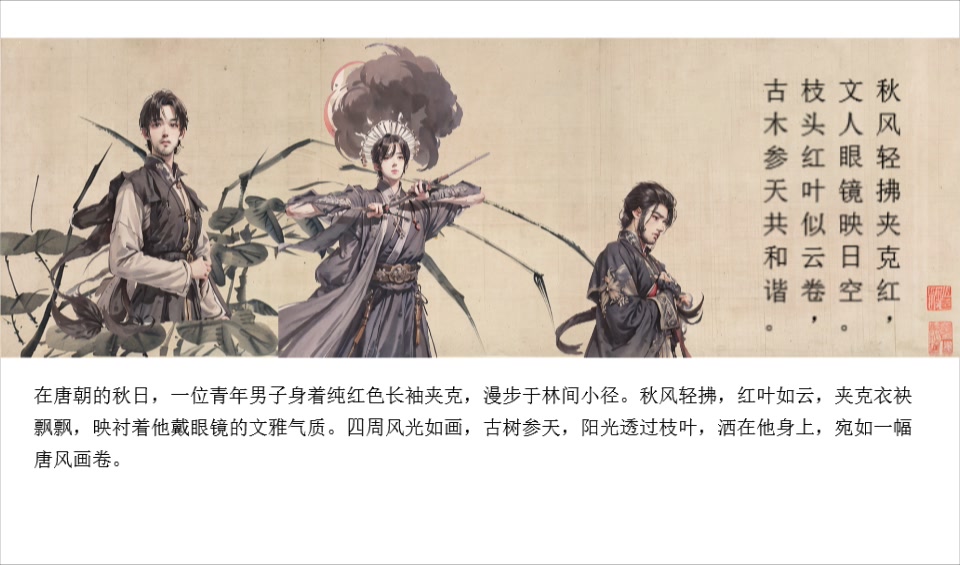 秋风轻拂夹克红，
文人眼镜映日空。
枝头红叶似云卷，
古木参天共和谐。
在唐朝的秋日，一位青年男子身着纯红色长袖夹克，漫步于林间小径。秋风轻拂，红叶如云，夹克衣袂
飘飘，映衬着他戴眼镜的文雅气质。四周风光如画，古树参天，阳光透过枝叶，洒在他身上，宛如一幅
唐风画卷。